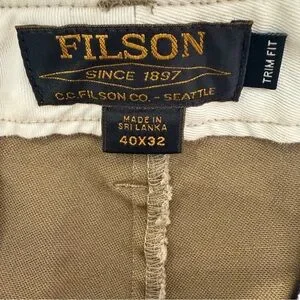 FILSON
SINCE 1897
C.C. FILSON CO. - SEATTLE
TRIM FIT
MADE IN
SRI LANKA
40X32